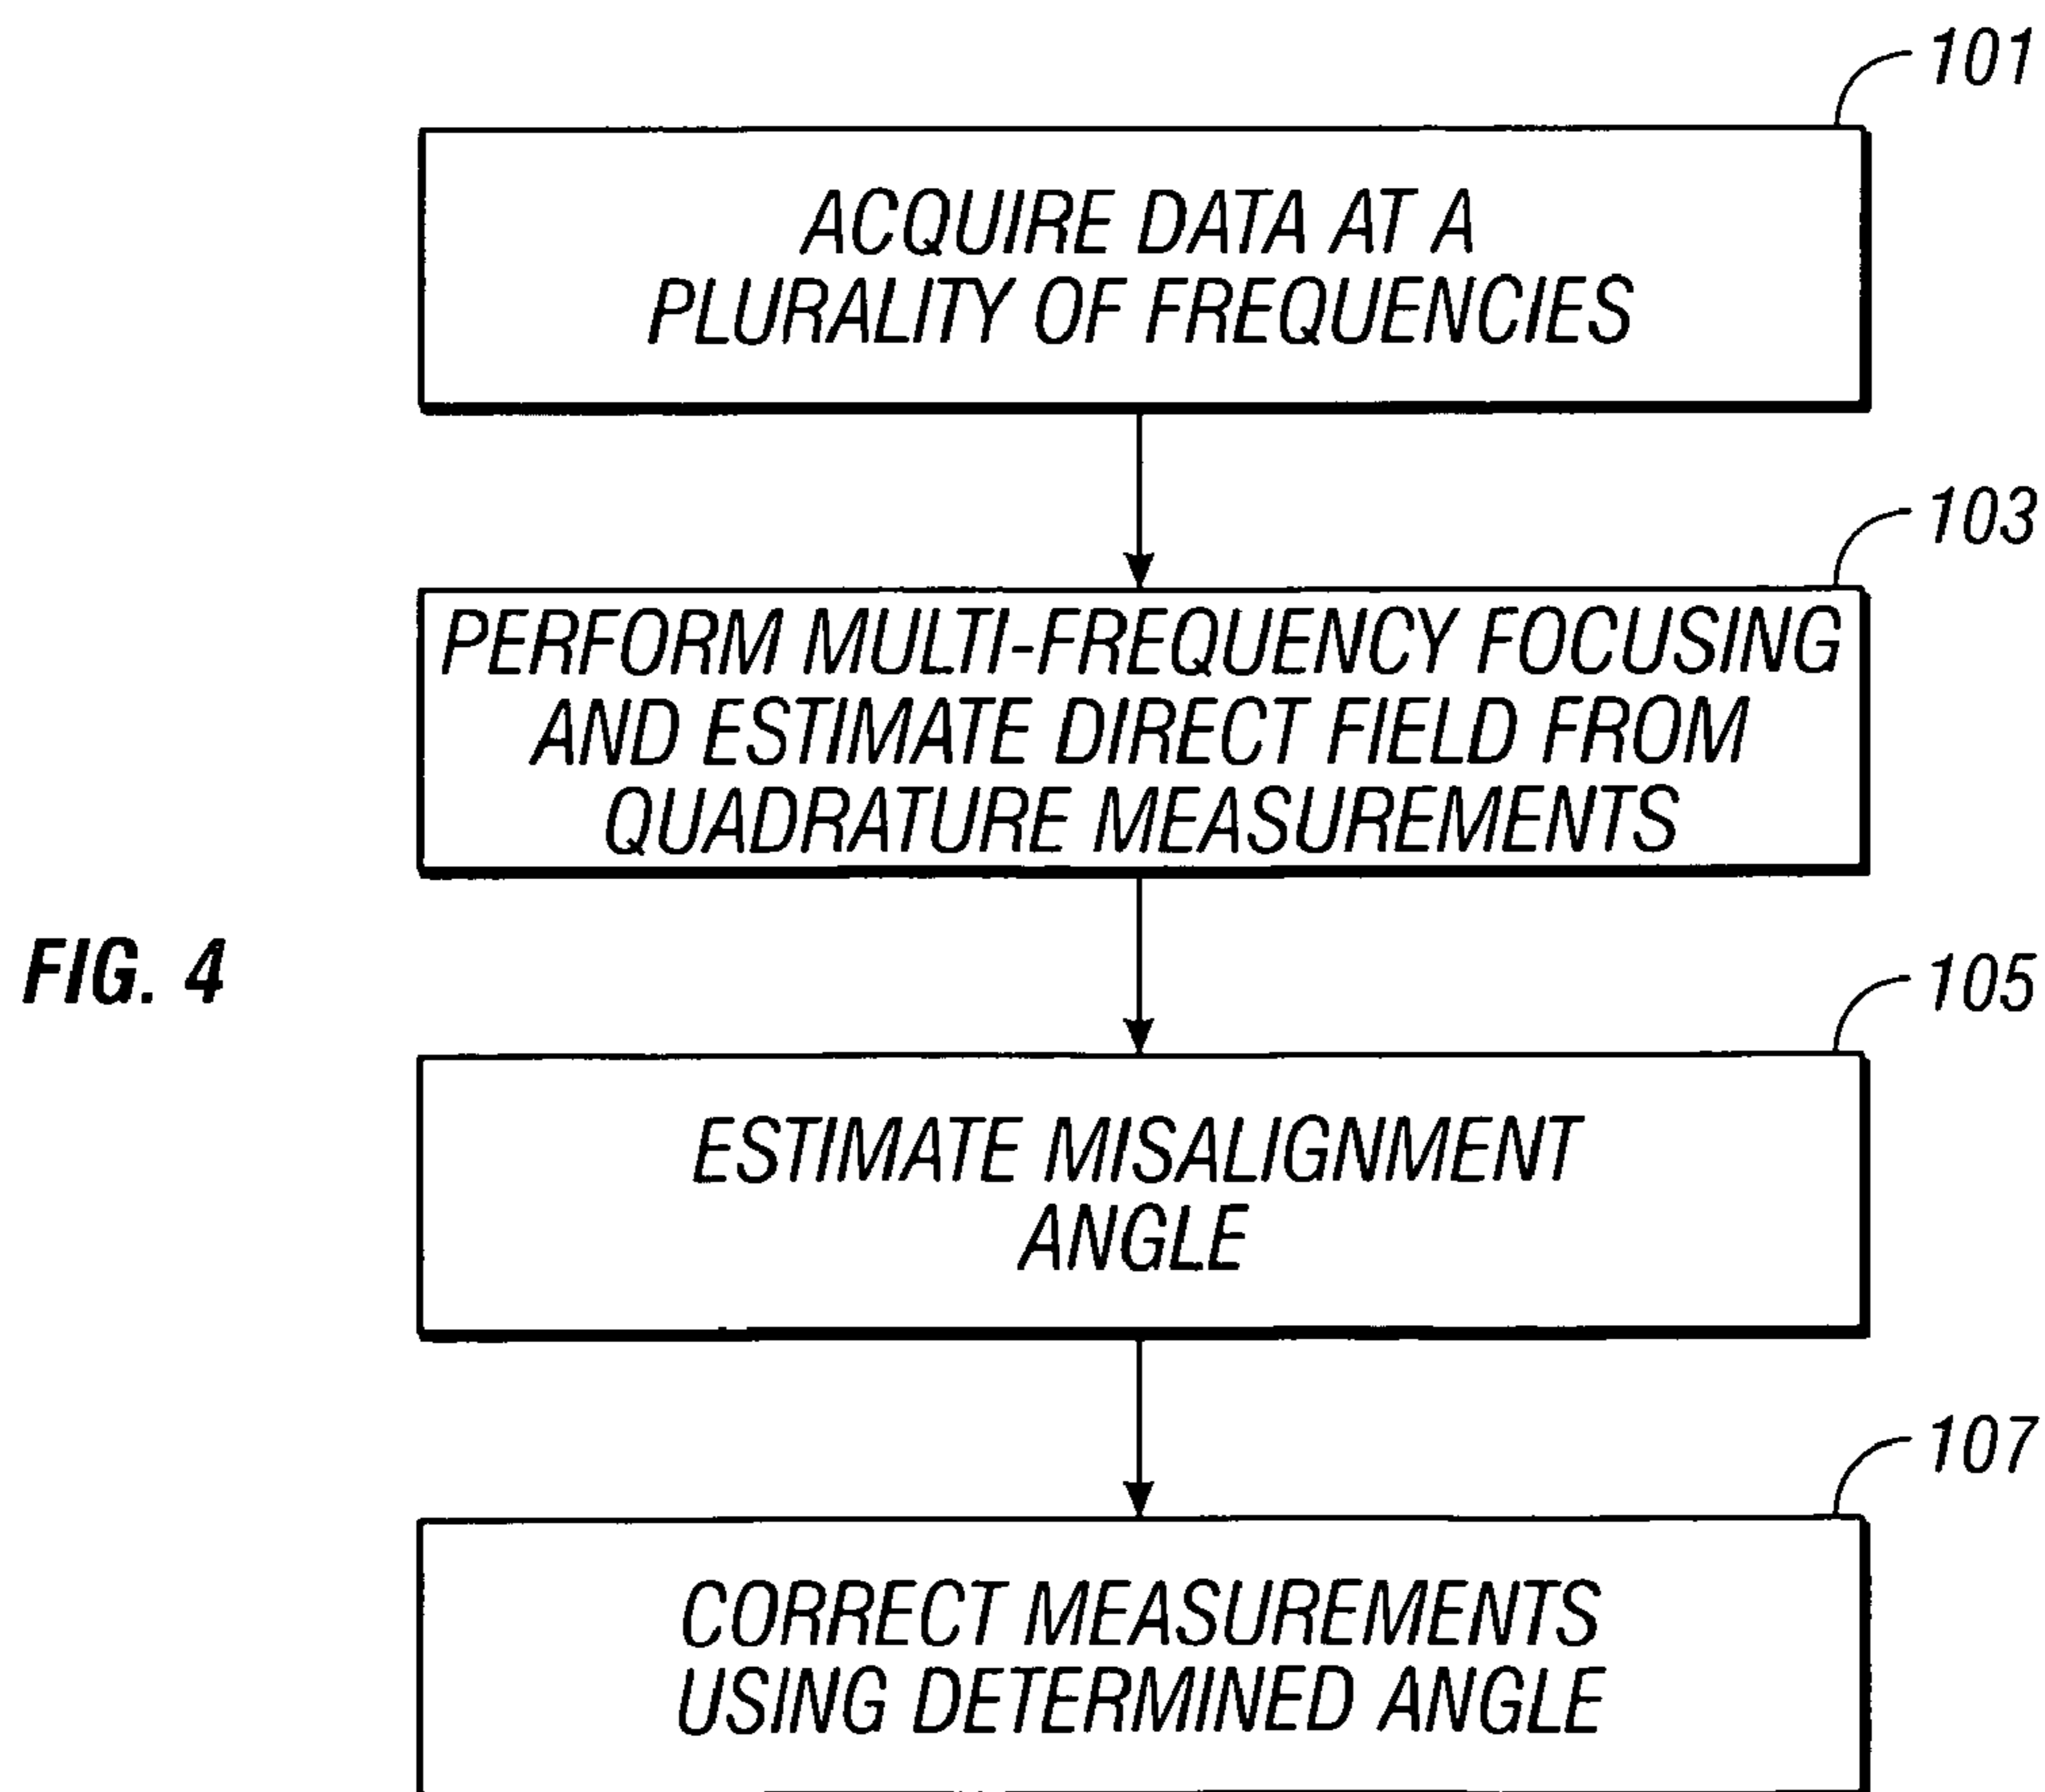 101
ACQUIRE DATA AT A
PLURALITY OF FREQUENCIES
103
PERFORM MULTI-FREQUENCY FOCUSING
AND ESTIMATE DIRECT FIELD FROM
QUADRATURE MEASUREMENTS
FIG. 4
105
ESTIMATE MISALIGNMENT
ANGLE
107
CORRECT MEASUREMENTS
USING DETERMINED ANGLE